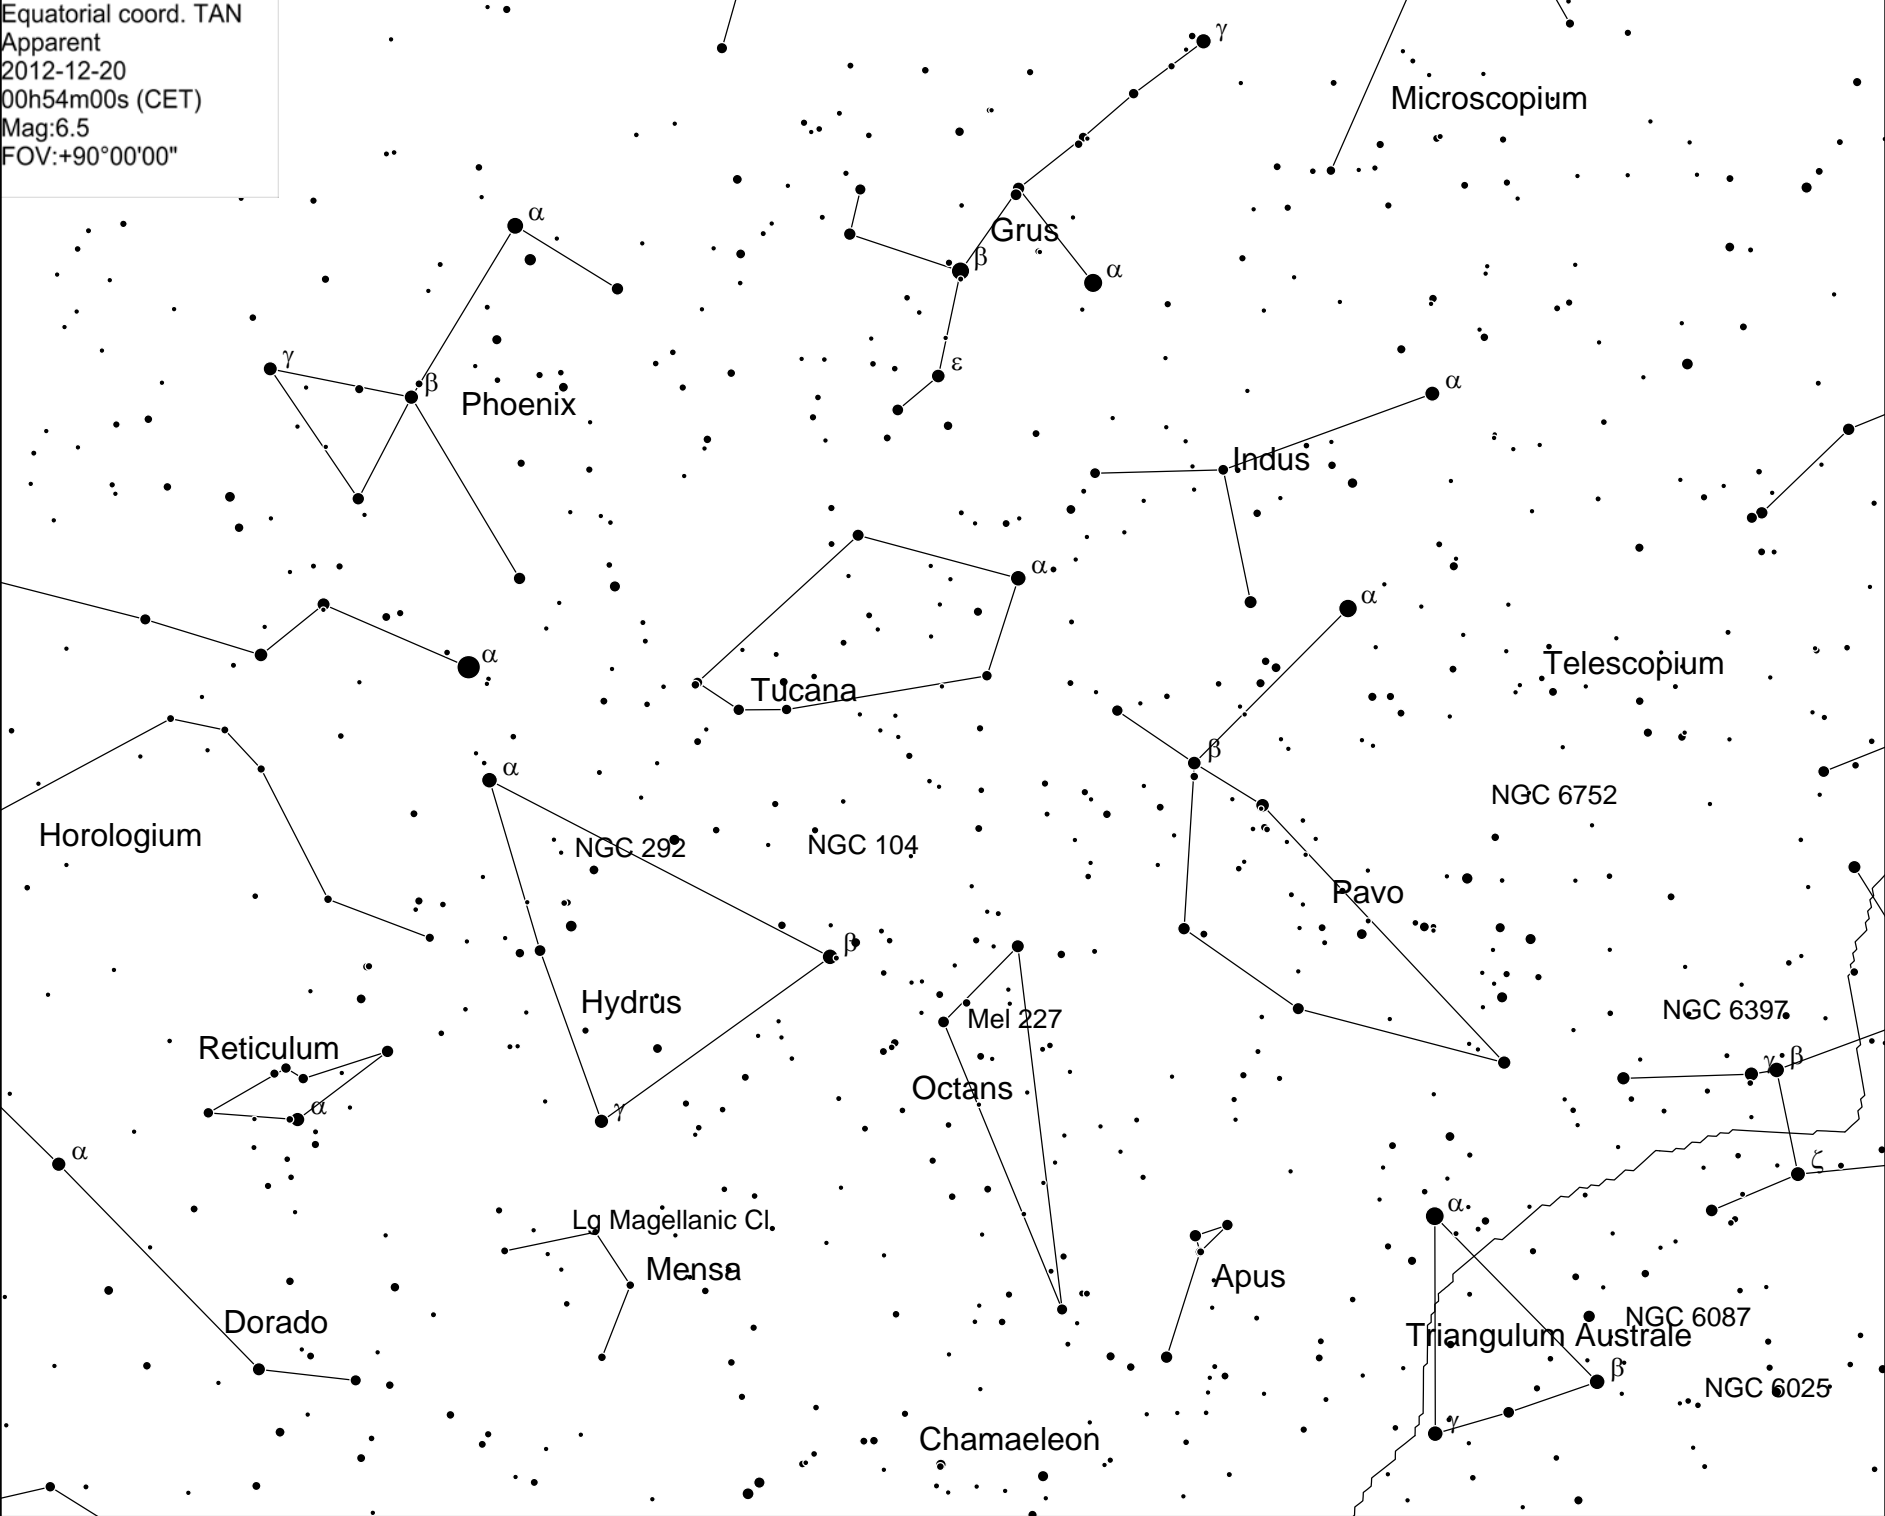 Equatorial coord. TAN
Apparent
2012-12-20
00h54m00s (CET)
Mag:6.5
FOV:+90°00'00"
γ
Microscopium
α
Grus
β
α
γ
β
Phoenix
ε
α
Indus
α
α
α
Telescopium
Tucana
β
α
NGC 6752
Horologium
NGC 292
NGC 104
Pavo
β
Hydrus
Mel 227
NGC 6397
Reticulum
γ β
Octans
α
γ
α
ζ
α
Lg Magellanic Cl.
Mensa
Apus
Dorado
NGC 6087
Triangulum Australe
β
NGC 6025
γ
Chamaeleon